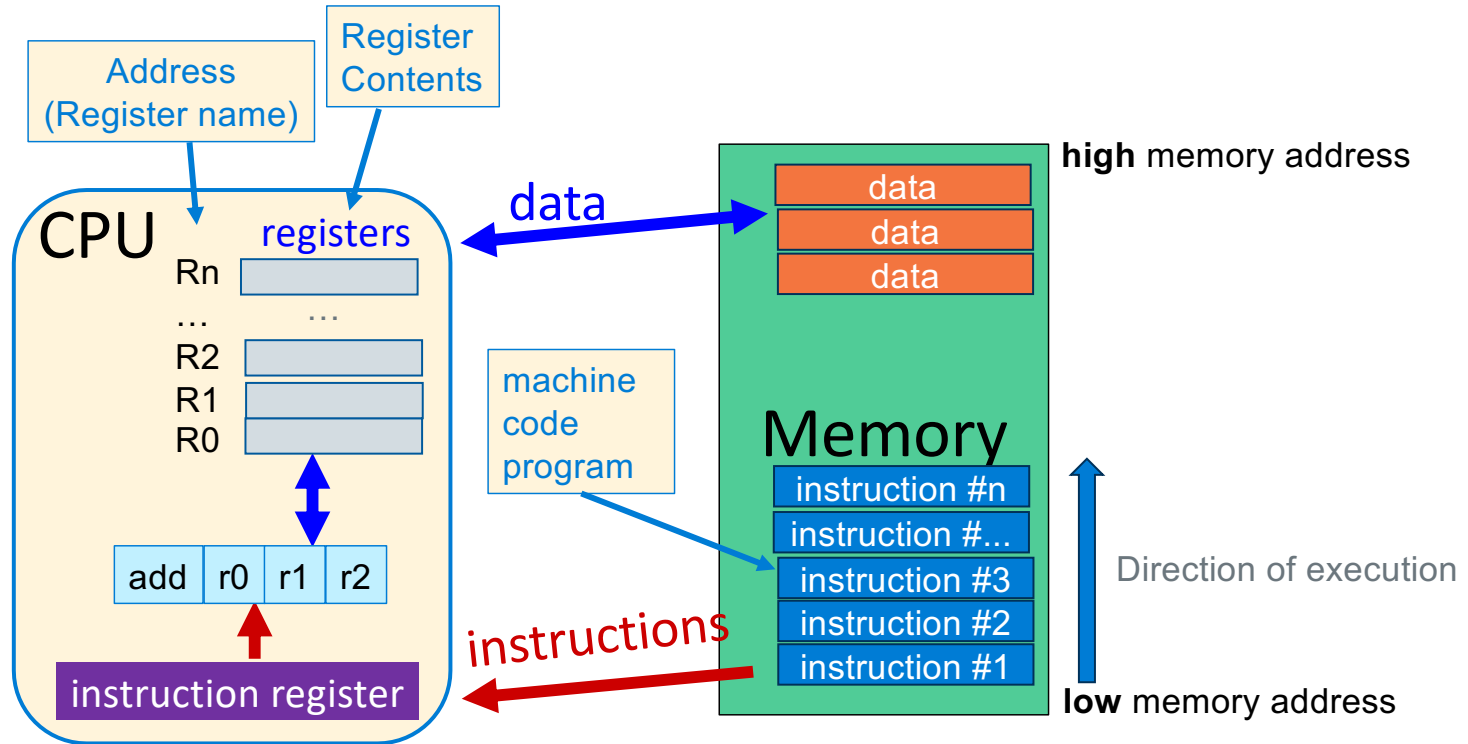 Address
(Register name)
Register
Contents
CPU
registers
Rn
...
...
R2
R1
R0
add r0 r1 r2
instruction register
data
instructions
machine
code
program
high memory address
data
data
data
Memory
instruction #n
instruction #...
instruction #3
instruction #2
instruction #1
Direction of execution
low memory address